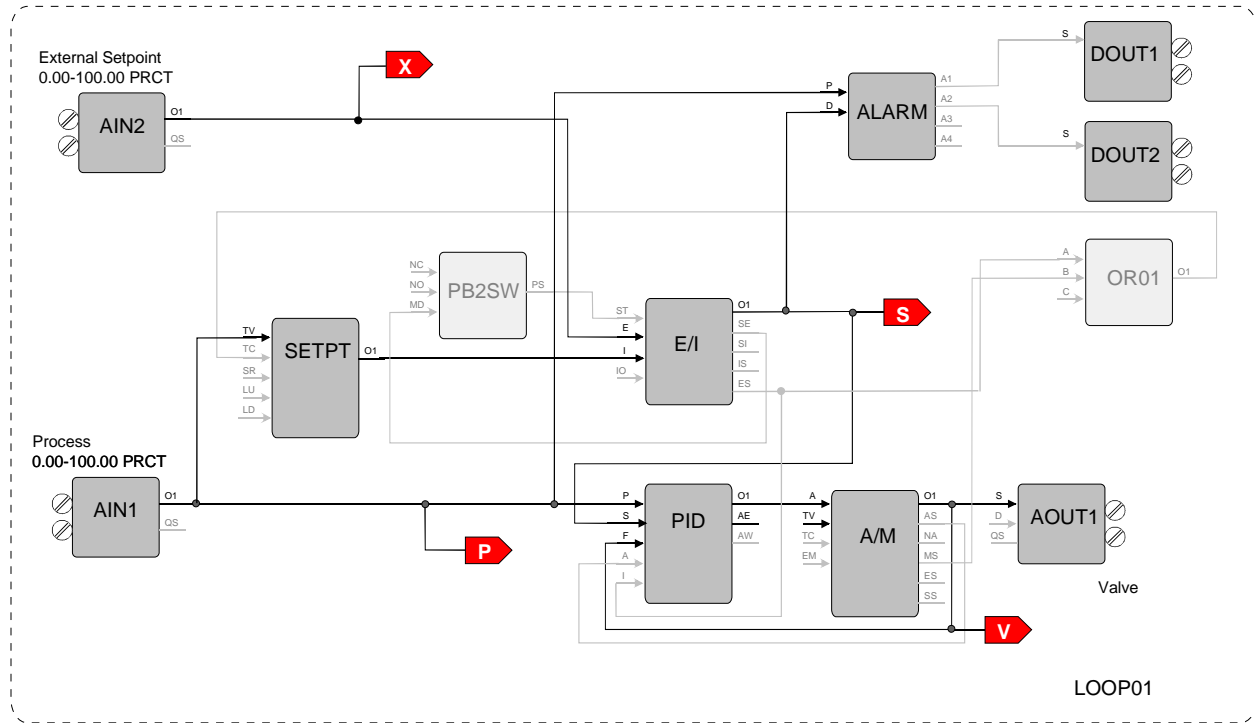 External Setpoint
0.00-100.00 PRCT
AIN2
O1
QS
X
P
D
ALARM
A1
A2
A3
A4
S
DOUT1
S
DOUT2
NC
NO
MD
PB2SW
PS
A
B
C
OR01
O1
TV
TC
SR
LU
LD
SETPT
O1
ST
E
I
IO
E/I
O1
SE
SI
IS
ES
S
Process
0.00-100.00 PRCT
AIN1
O1
QS
P
P
S
F
A
I
PID
O1
AE
AW
A
TV
TC
EM
A/M
O1
AS
NA
MS
ES
SS
S
D
QS
AOUT1
Valve
V
LOOP01